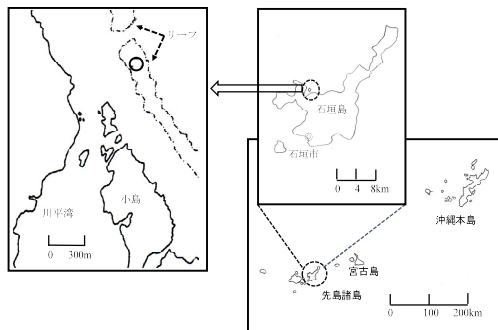 リーフ
川平湾
小島
0 300m
石垣島
石垣市
0 4 8km
沖縄本島
宮古島
先島諸島
0 100 200km